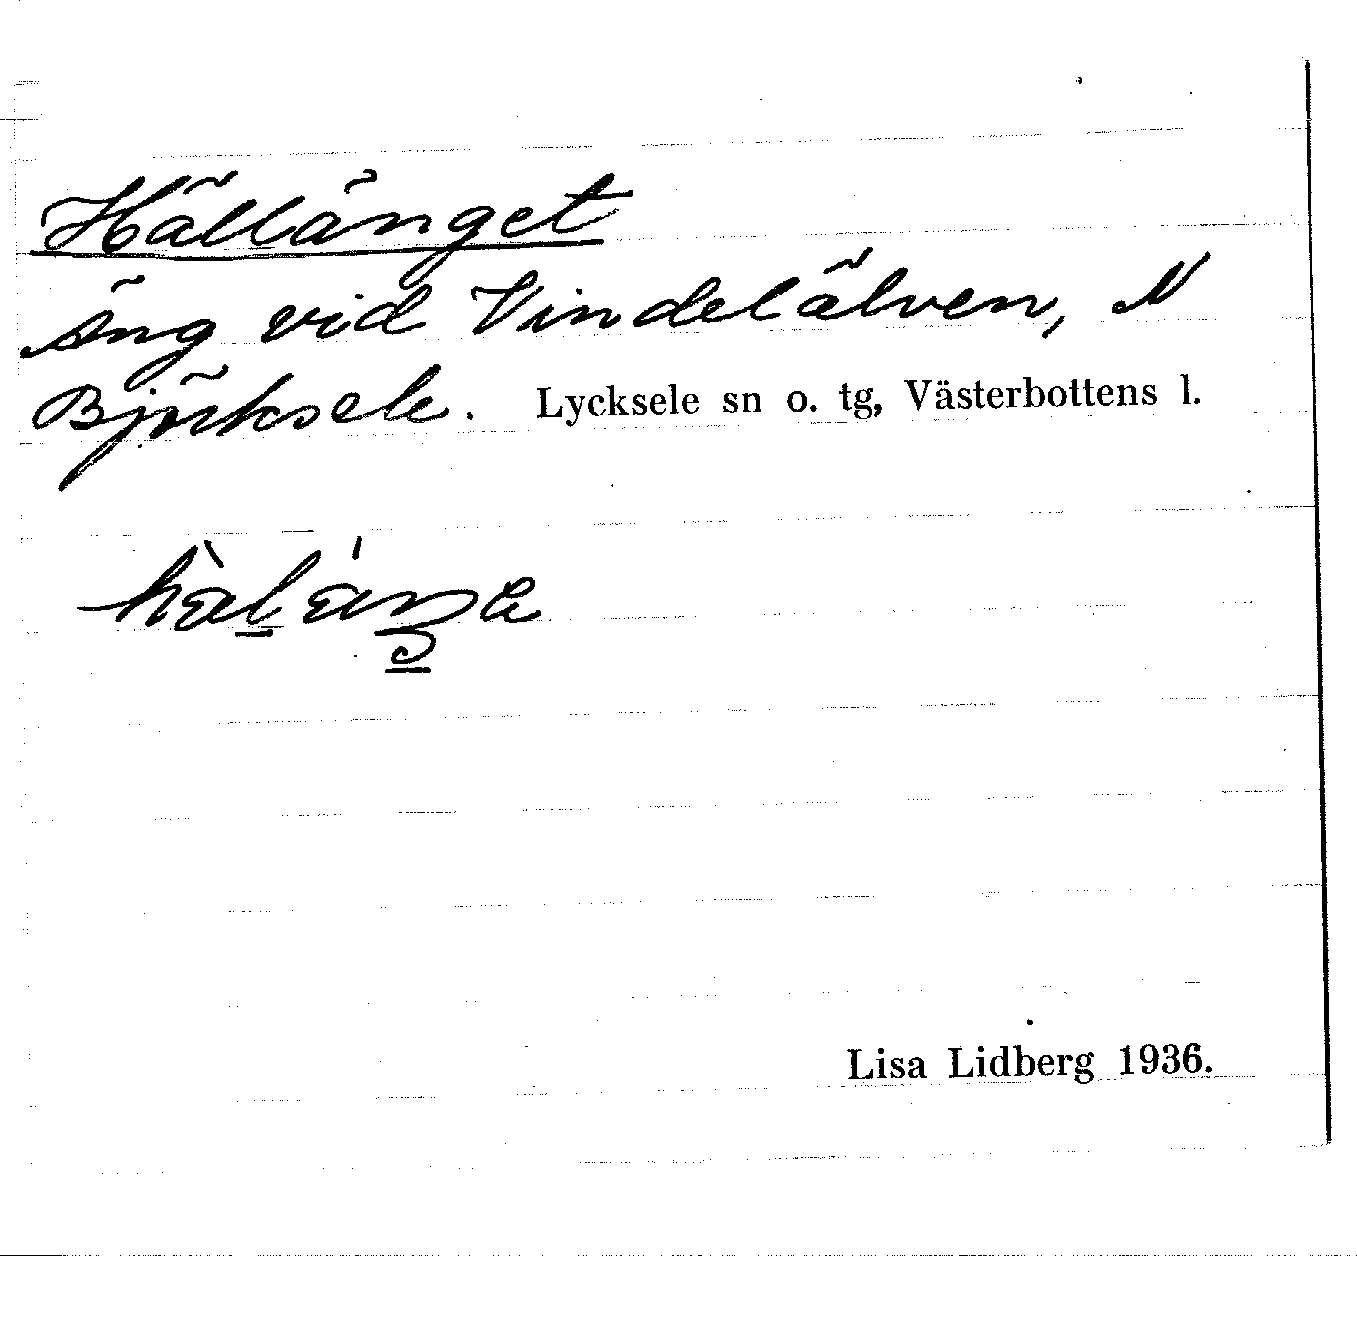 Hällänget
äng vid Vindelälven, N
Björksele. Lycksele sn o. tg, Västerbottens l.
Lisa Lidberg 1936.